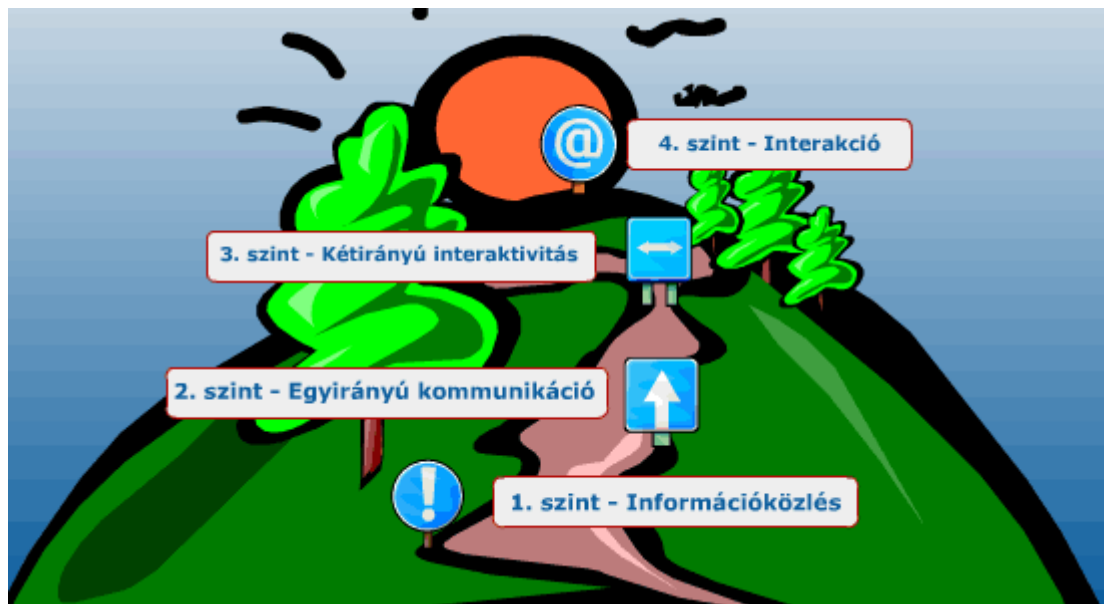 @
4. szint - Interakció
3. szint - Kétirányú interaktivitás
2. szint - Egyirányú kommunikáció
!
1. szint - Információközlés